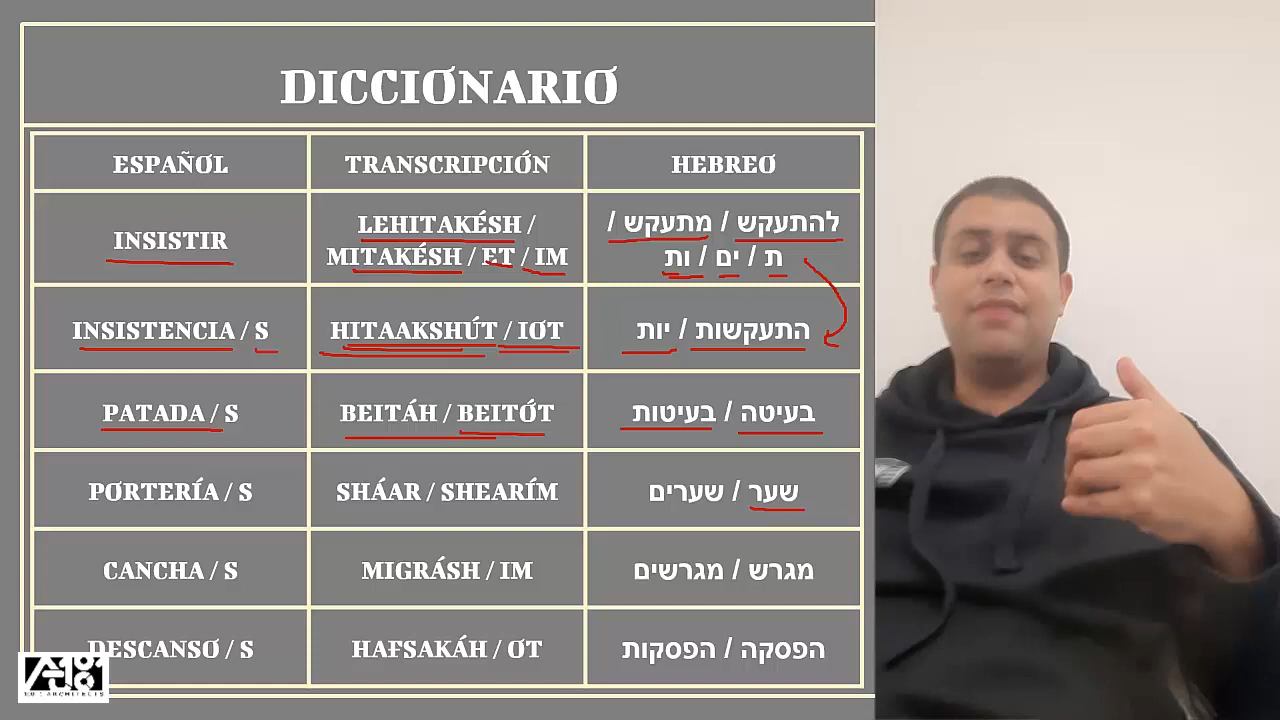 DICCIONARIO
ESPAÑOL TRANSCRIPCIÓN HEBREO
INSISTIR
LEHITAKÉSH /
MITAKÉSH / ET / IM
להתעקש / מתעקש /
ת / ים / ות
INSISTENCIA / S HITAAKSHÚT / IOT התעקשות / יות
PATADA / S BEITÁH / BEITÓT בעיטה / בעיטות
PORTERÍA / S SHÁAR / SHEARÍM שער / שערים
CANCHA / S MIGRÁSH / IM מגרש / מגרשים
DESCANSO / S HAFSAKÁH / OT הפסקה / הפסקות